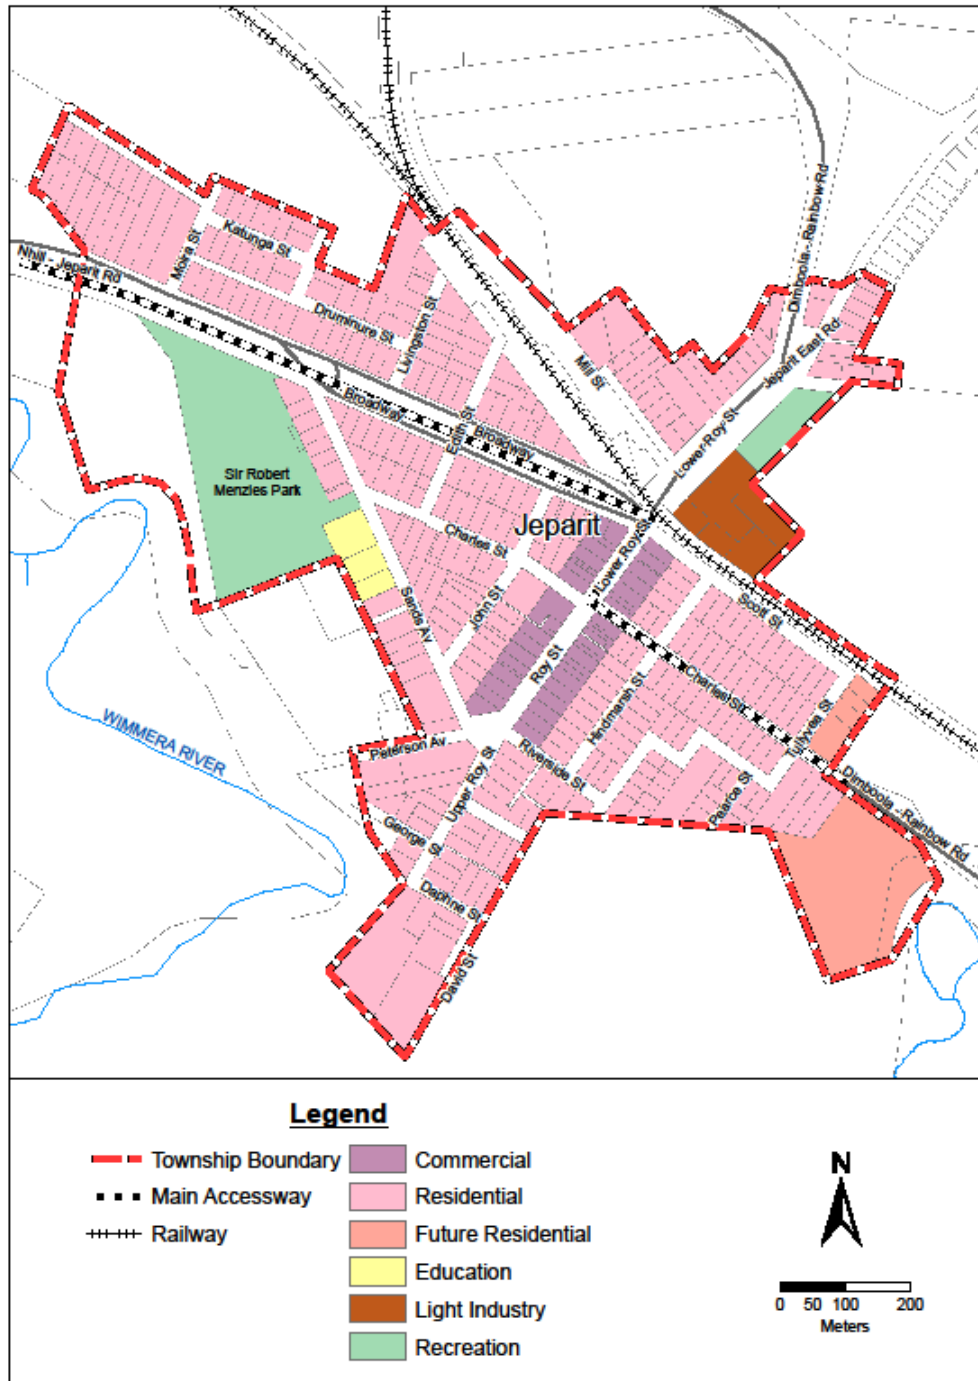 Dimboola - Rainbow Rd
Katunga St
Moira St
Nhill - Jeparit Rd
Druminure St
Livingston St
Jeparit East Rd
Mill St
Broadway
Edith St
Broadway
Lower Roy St
Sir Robert
Menzies Park
Jeparit
Charles St
Lower Roy St
Sands Av
John St
Scott St
Roy St
Hindmarsh St
Charles St
Tullyvea St
WIMMERA RIVER
Peterson Av
Upper Roy St
Riverside St
Pearce St
Dimboola - Rainbow Rd
George St
Daphne St
David St
Legend
Township Boundary
Main Accessway
Railway
Commercial
Residential
Future Residential
Education
Light Industry
Recreation
N
0 50 100 200
Meters